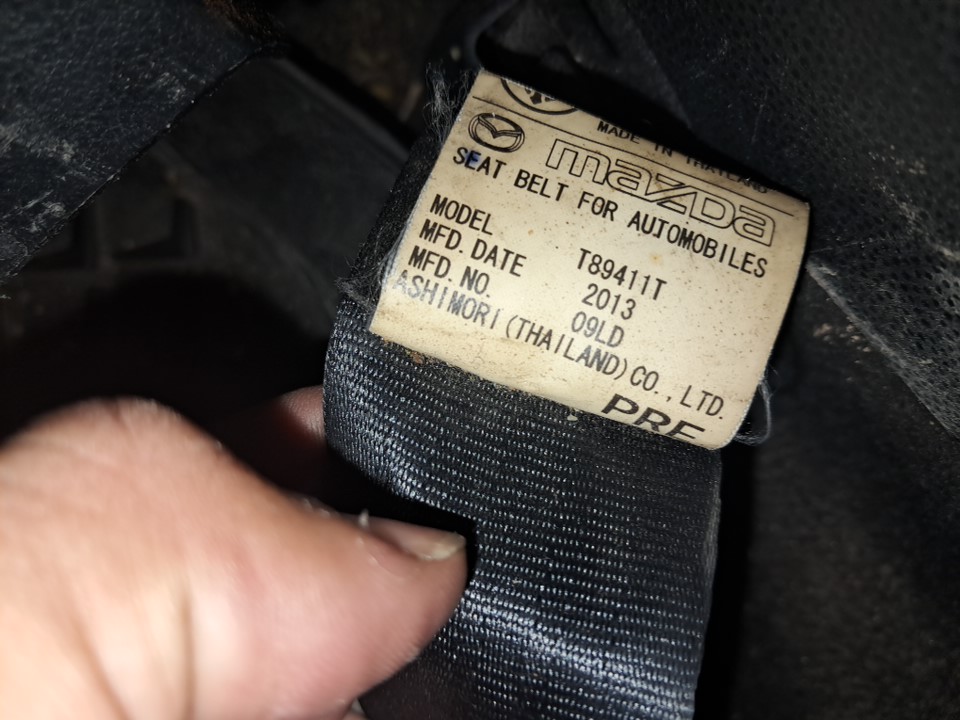 MADE IN THAILAND
mazda
SEAT BELT FOR AUTOMOBILES
MODEL T89411T
MFD. DATE 2013
MFD. NO. 09LD
ASHIMORI (THAILAND) CO., LTD.
PRE